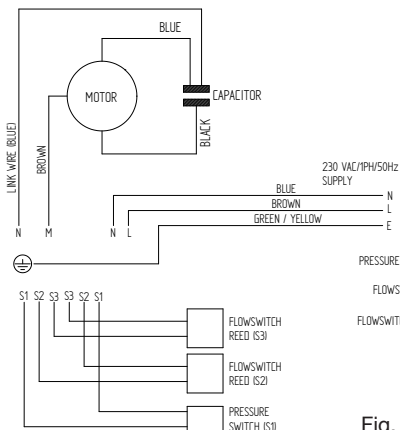 BLUE
MOTOR
CAPACITOR
LINK WIRE (BLUE)
BROWN
BLACK
230 VAC/1PH/50Hz
SUPPLY
BLUE
N
BROWN
L
GREEN / YELLOW
E
N M N L
PRESSURE
FLOWS
FLOWSWIT
S1 S2 S3 S3 S2 S1
FLOWSWITCH
REED (S3)
FLOWSWITCH
REED (S2)
PRESSURE
SWITCH (S1)
Fig.